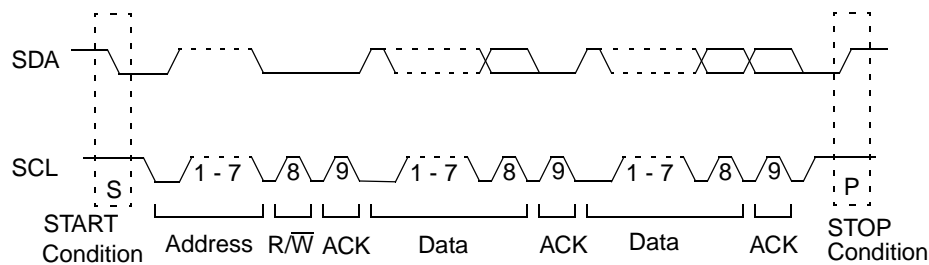 SDA
SCL
S
1 - 7
8
9
1 - 7
8
9
1 - 7
8
9
P
START
Condition
Address
R/W̅
ACK
Data
ACK
Data
ACK
STOP
Condition